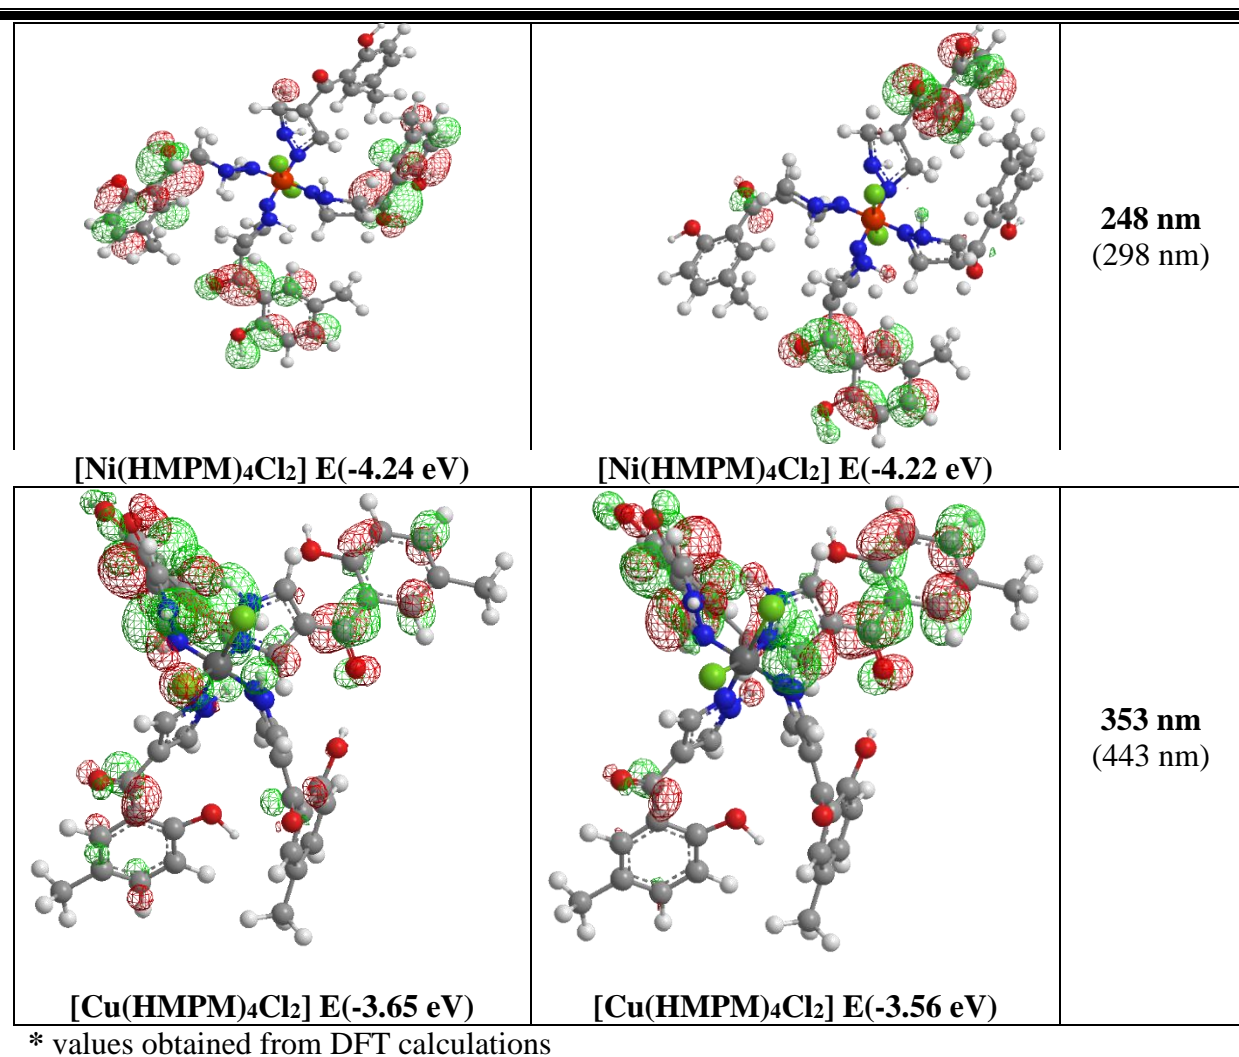 248 nm
(298 nm)
[Ni(HMPM)4Cl2] E(-4.24 eV)
[Ni(HMPM)4Cl2] E(-4.22 eV)
353 nm
(443 nm)
[Cu(HMPM)4Cl2] E(-3.65 eV)
[Cu(HMPM)4Cl2] E(-3.56 eV)
* values obtained from DFT calculations